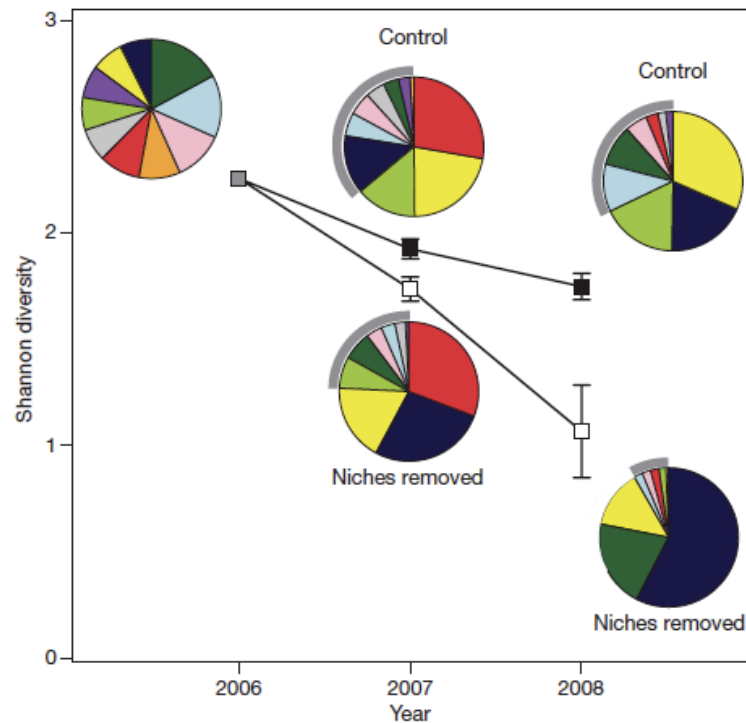 3
Control
Control
2
Shannon diversity
1
Niches removed
Niches removed
0
2006
2007
2008
Year